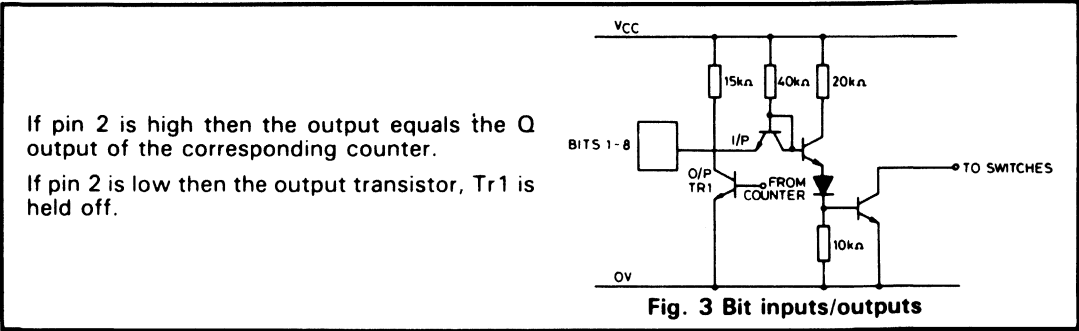 If pin 2 is high then the output equals the Q
output of the corresponding counter.
If pin 2 is low then the output transistor, Tr1 is
held off.
VCC
15kΩ
40kΩ
20kΩ
BITS 1-8
I/P
O/P
TR1
FROM
COUNTER
TO SWITCHES
10kΩ
0V
Fig. 3 Bit inputs/outputs